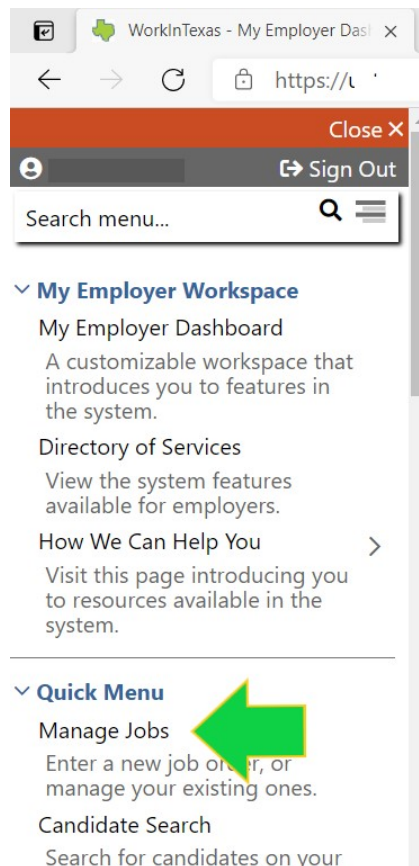 WorkInTexas - My Employer Das
https://u
Close ×
Sign Out
Search menu...
My Employer Workspace
My Employer Dashboard
A customizable workspace that
introduces you to features in
the system.
Directory of Services
View the system features
available for employers.
How We Can Help You
Visit this page introducing you
to resources available in the
system.
Quick Menu
Manage Jobs
Enter a new job order, or
manage your existing ones.
Candidate Search
Search for candidates on your